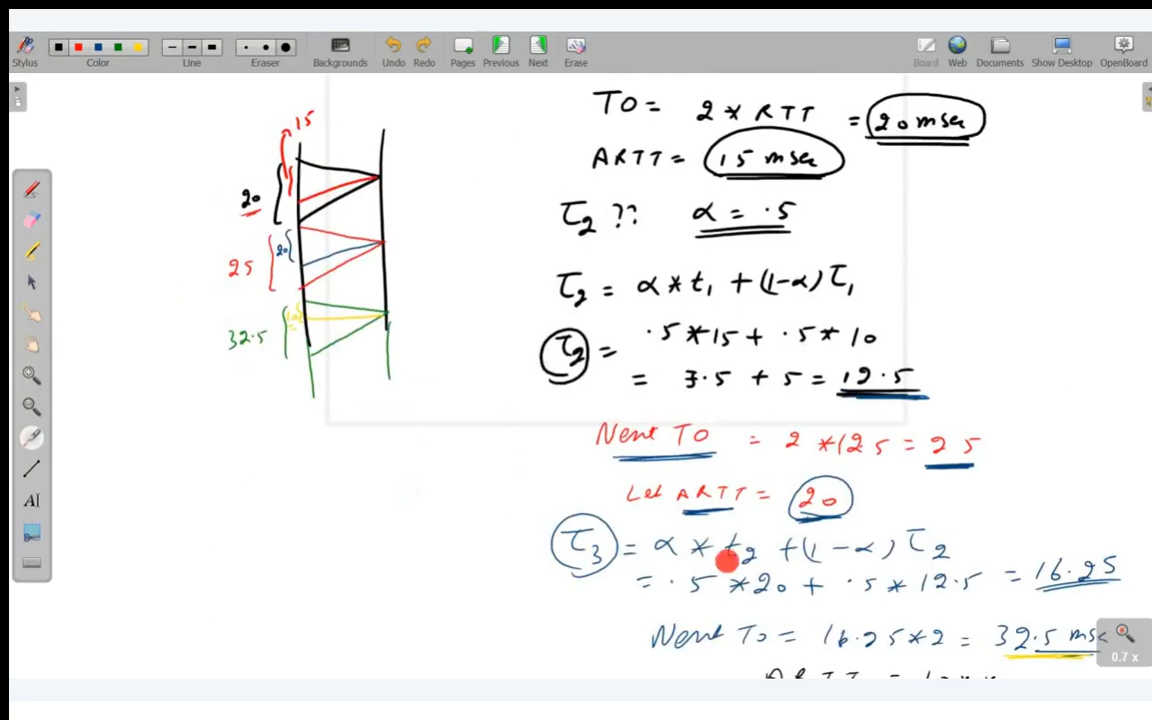 Stylus Color Line Eraser Backgrounds Undo Redo Pages Previous Next Erase Board Web Documents Show Desktop OpenBoard
TO = 2 * RTT = 20 msec
ARTT = 15 msec
τ2 ?? α = .5
τ2 = α * t1 + (1-α) τ1
τ2 = .5 * 15 + .5 * 10
= 7.5 + 5 = 12.5
Next TO = 2 * 12.5 = 25
Let ARTT = 20
τ3 = α * t2 + (1-α) τ2
= .5 * 20 + .5 * 12.5 = 16.25
Next TO = 16.25 * 2 = 32.5 msec
ARTT =
15
20
25
20
32.5
10
0.7 x